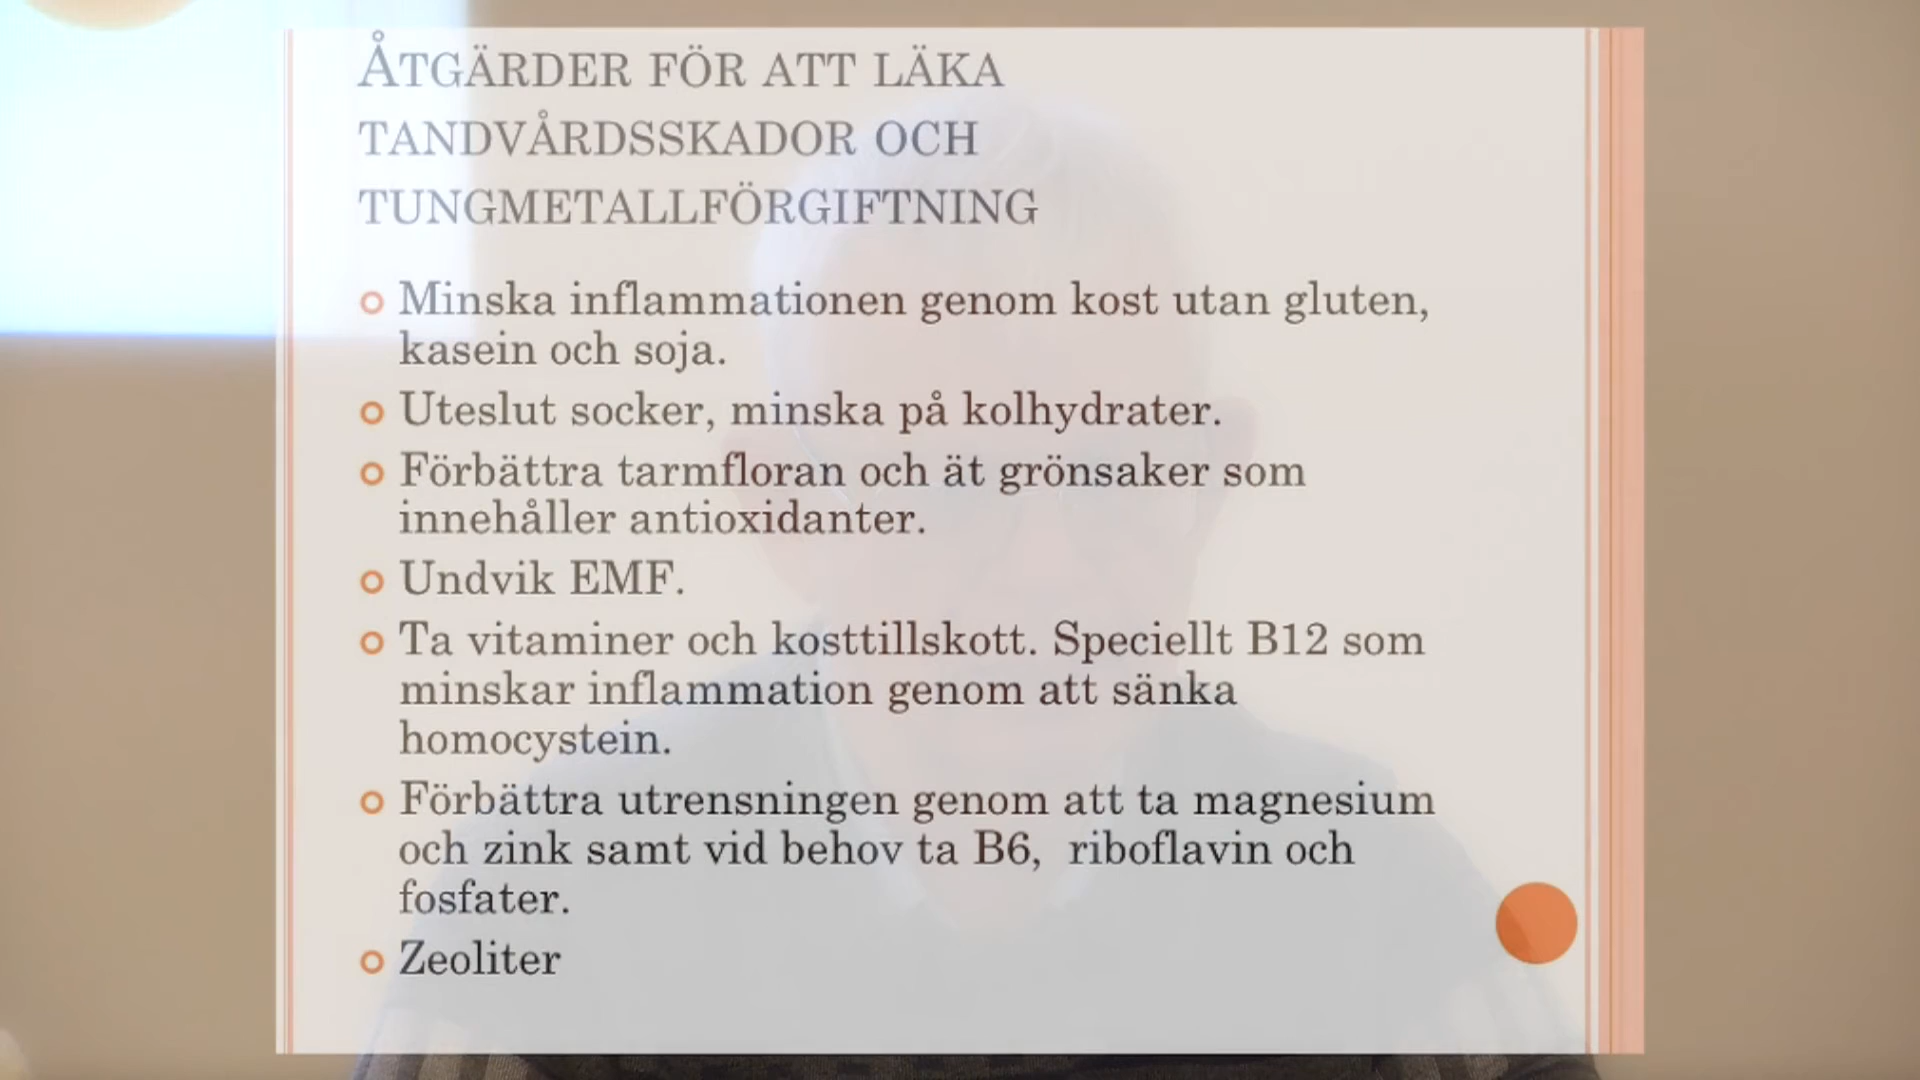 ÅTGÄRDER FÖR ATT LÄKA
TANDVÅRDSSKADOR OCH
TUNGMETALLFÖRGIFTNING
Minska inflammationen genom kost utan gluten,
kasein och soja.
Uteslut socker, minska på kolhydrater.
Förbättra tarmfloran och ät grönsaker som
innehåller antioxidanter.
Undvik EMF.
Ta vitaminer och kosttillskott. Speciellt B12 som
minskar inflammation genom att sänka
homocystein.
Förbättra utrensningen genom att ta magnesium
och zink samt vid behov ta B6,  riboflavin och
fosfater.
Zeoliter